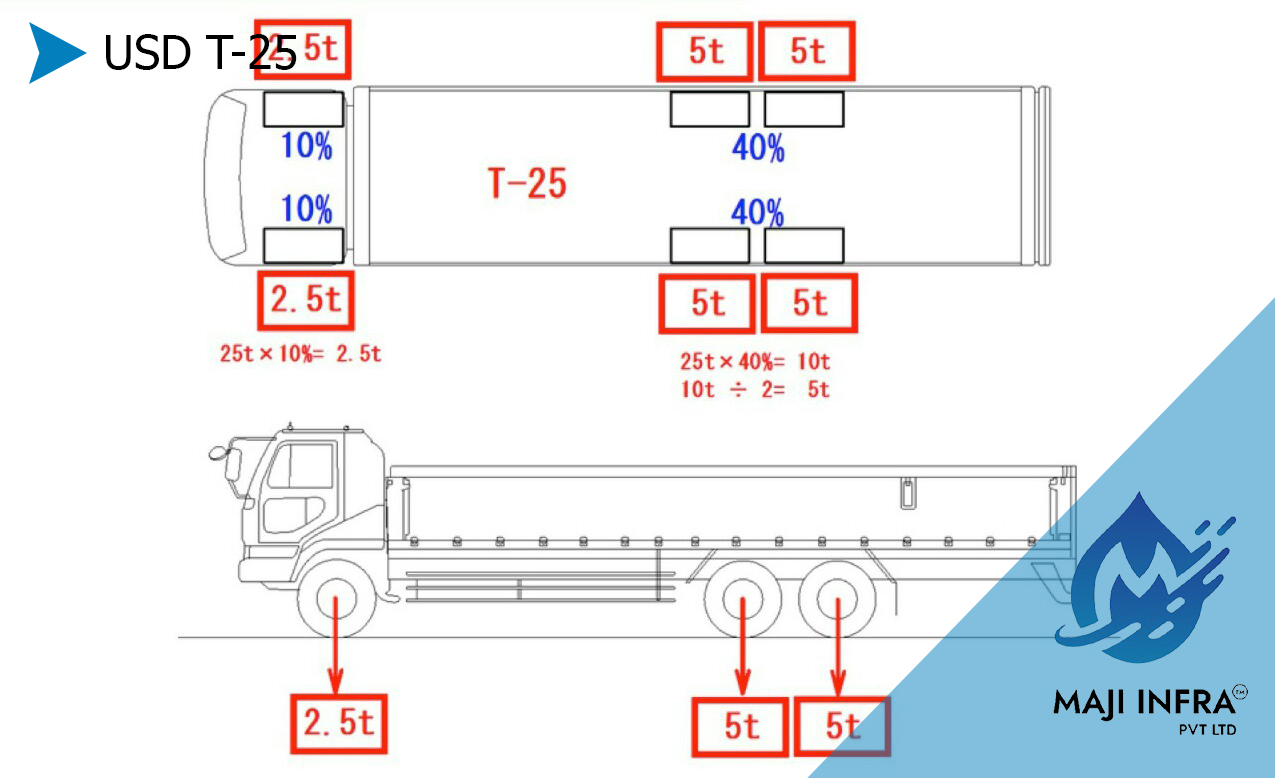 USD T-25
2.5t
5t
5t
10%
40%
T-25
10%
40%
2.5t
5t
5t
25t×10%= 2.5t
25t×40%= 10t
10t ÷ 2= 5t
2.5t
5t
5t
MAJI INFRA™
PVT LTD